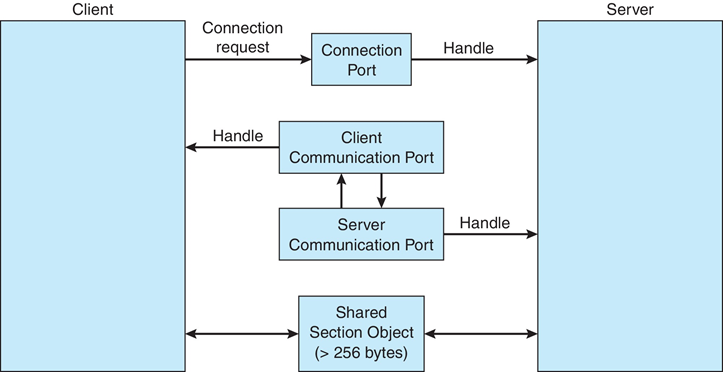 Client
Server
Connection
request
Connection
Port
Handle
Handle
Client
Communication Port
Server
Communication Port
Handle
Shared
Section Object
(> 256 bytes)